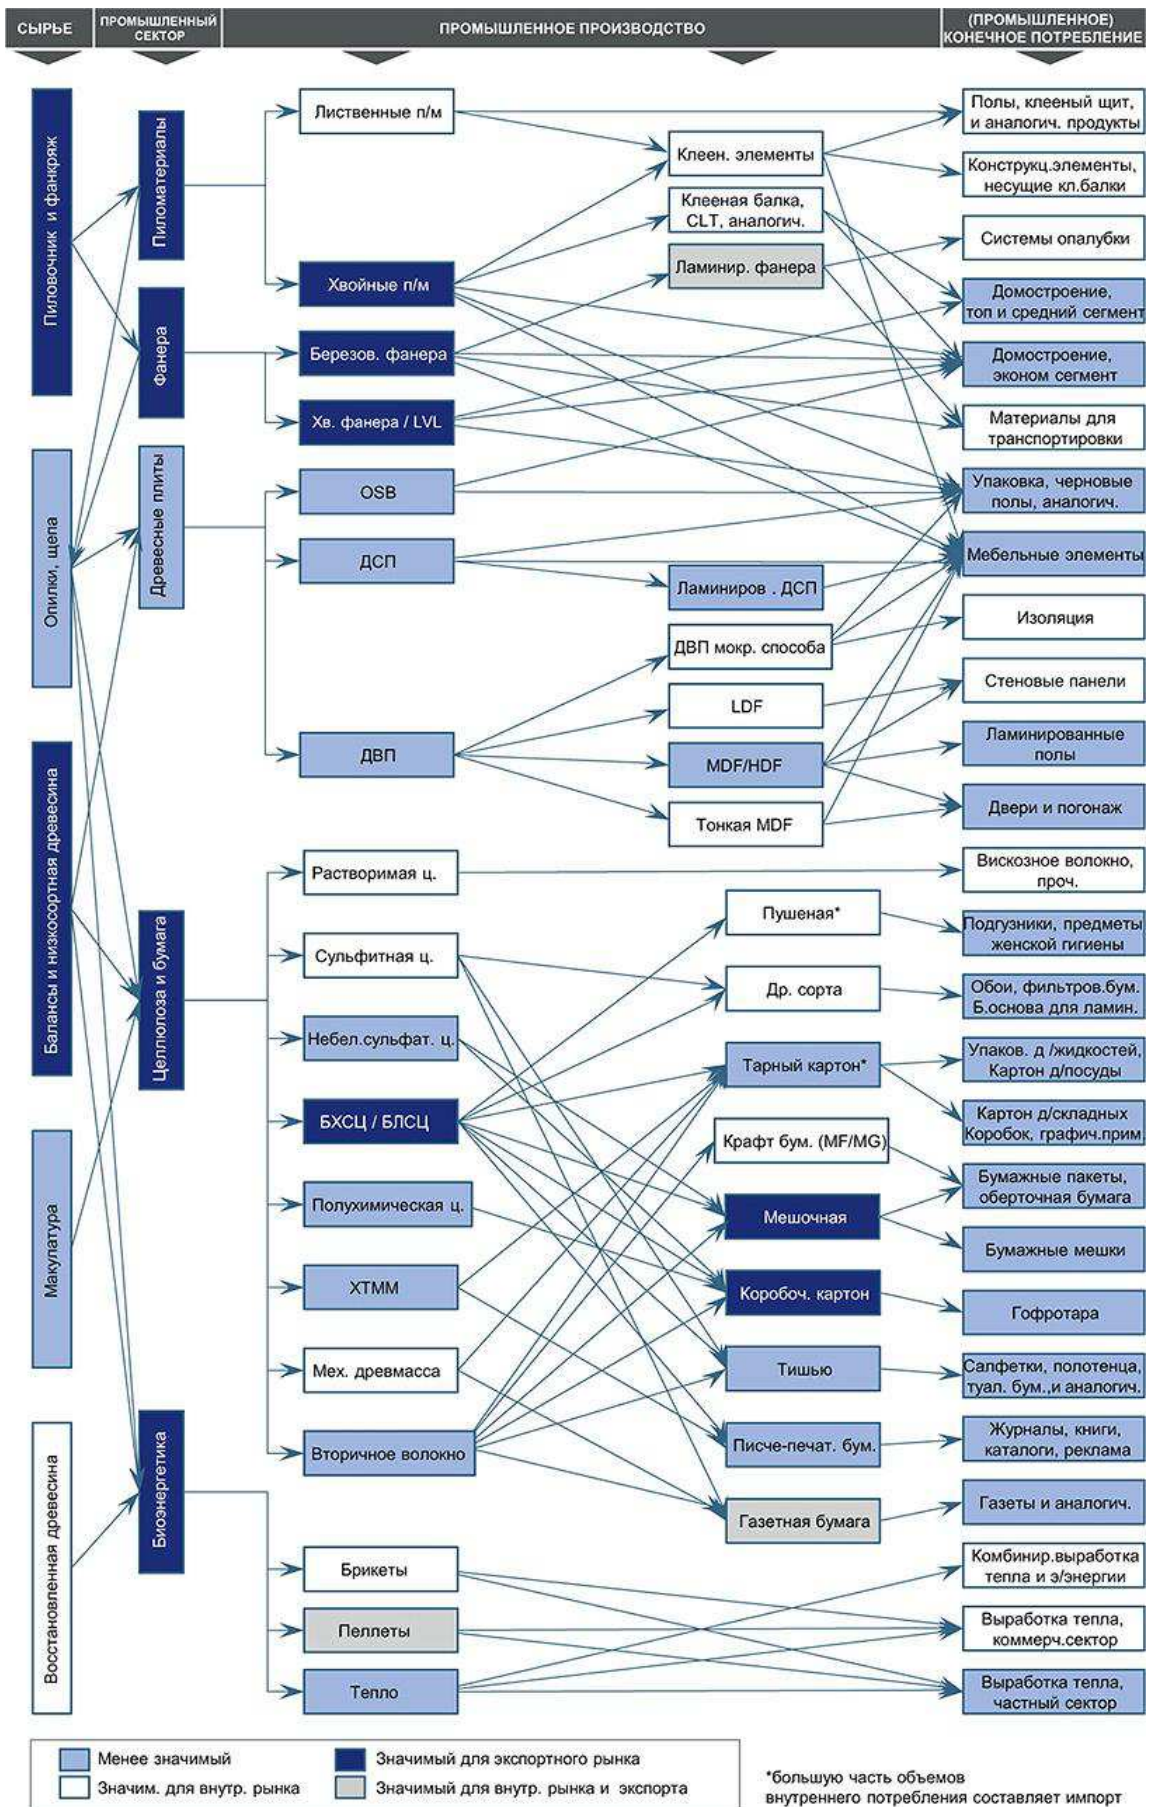 СЫРЬЕ
ПРОМЫШЛЕННЫЙ
СЕКТОР
ПРОМЫШЛЕННОЕ ПРОИЗВОДСТВО
(ПРОМЫШЛЕННОЕ)
КОНЕЧНОЕ ПОТРЕБЛЕНИЕ
Пиловочник и фанкряж
Опилки, щепа
Балансы и низкосортная древесина
Макулатура
Восстановленная древесина
Пиломатериалы
Фанера
Древесные плиты
Целлюлоза и бумага
Биоэнергетика
Лиственные п/м
Хвойные п/м
Березов. фанера
Хв. фанера / LVL
OSB
ДСП
ДВП
Растворимая ц.
Сульфитная ц.
Небел.сульфат. ц.
БХСЦ / БЛСЦ
Полухимическая ц.
ХТММ
Мех. древмасса
Вторичное волокно
Брикеты
Пеллеты
Тепло
Клеен. элементы
Клееная балка,
CLT, аналогич.
Ламинир. фанера
Ламиниров . ДСП
ДВП мокр. способа
LDF
MDF/HDF
Тонкая MDF
Пушеная*
Др. сорта
Тарный картон*
Крафт бум. (MF/MG)
Мешочная
Коробоч. картон
Тишью
Писче-печат. бум.
Газетная бумага
Полы, клееный щит,
и аналогич. продукты
Конструкц.элементы,
несущие кл.балки
Системы опалубки
Домостроение,
топ и средний сегмент
Домостроение,
эконом сегмент
Материалы для
транспортировки
Упаковка, черновые
полы, аналогич.
Мебельные элементы
Изоляция
Стеновые панели
Ламинированные
полы
Двери и погонаж
Вискозное волокно,
проч.
Подгузники, предметы
женской гигиены
Обои, фильтров.бум.
Б.основа для ламин.
Упаков. д /жидкостей,
Картон д/посуды
Картон д/складных
Коробок, графич.прим.
Бумажные пакеты,
оберточная бумага
Бумажные мешки
Гофротара
Салфетки, полотенца,
туал. бум.,и аналогич.
Журналы, книги,
каталоги, реклама
Газеты и аналогич.
Комбинир.выработка
тепла и э/энергии
Выработка тепла,
коммерч.сектор
Выработка тепла,
частный сектор
Менее значимый
Значим. для внутр. рынка
Значимый для экспортного рынка
Значимый для внутр. рынка и экспорта
*большую часть объемов
внутреннего потребления составляет импорт